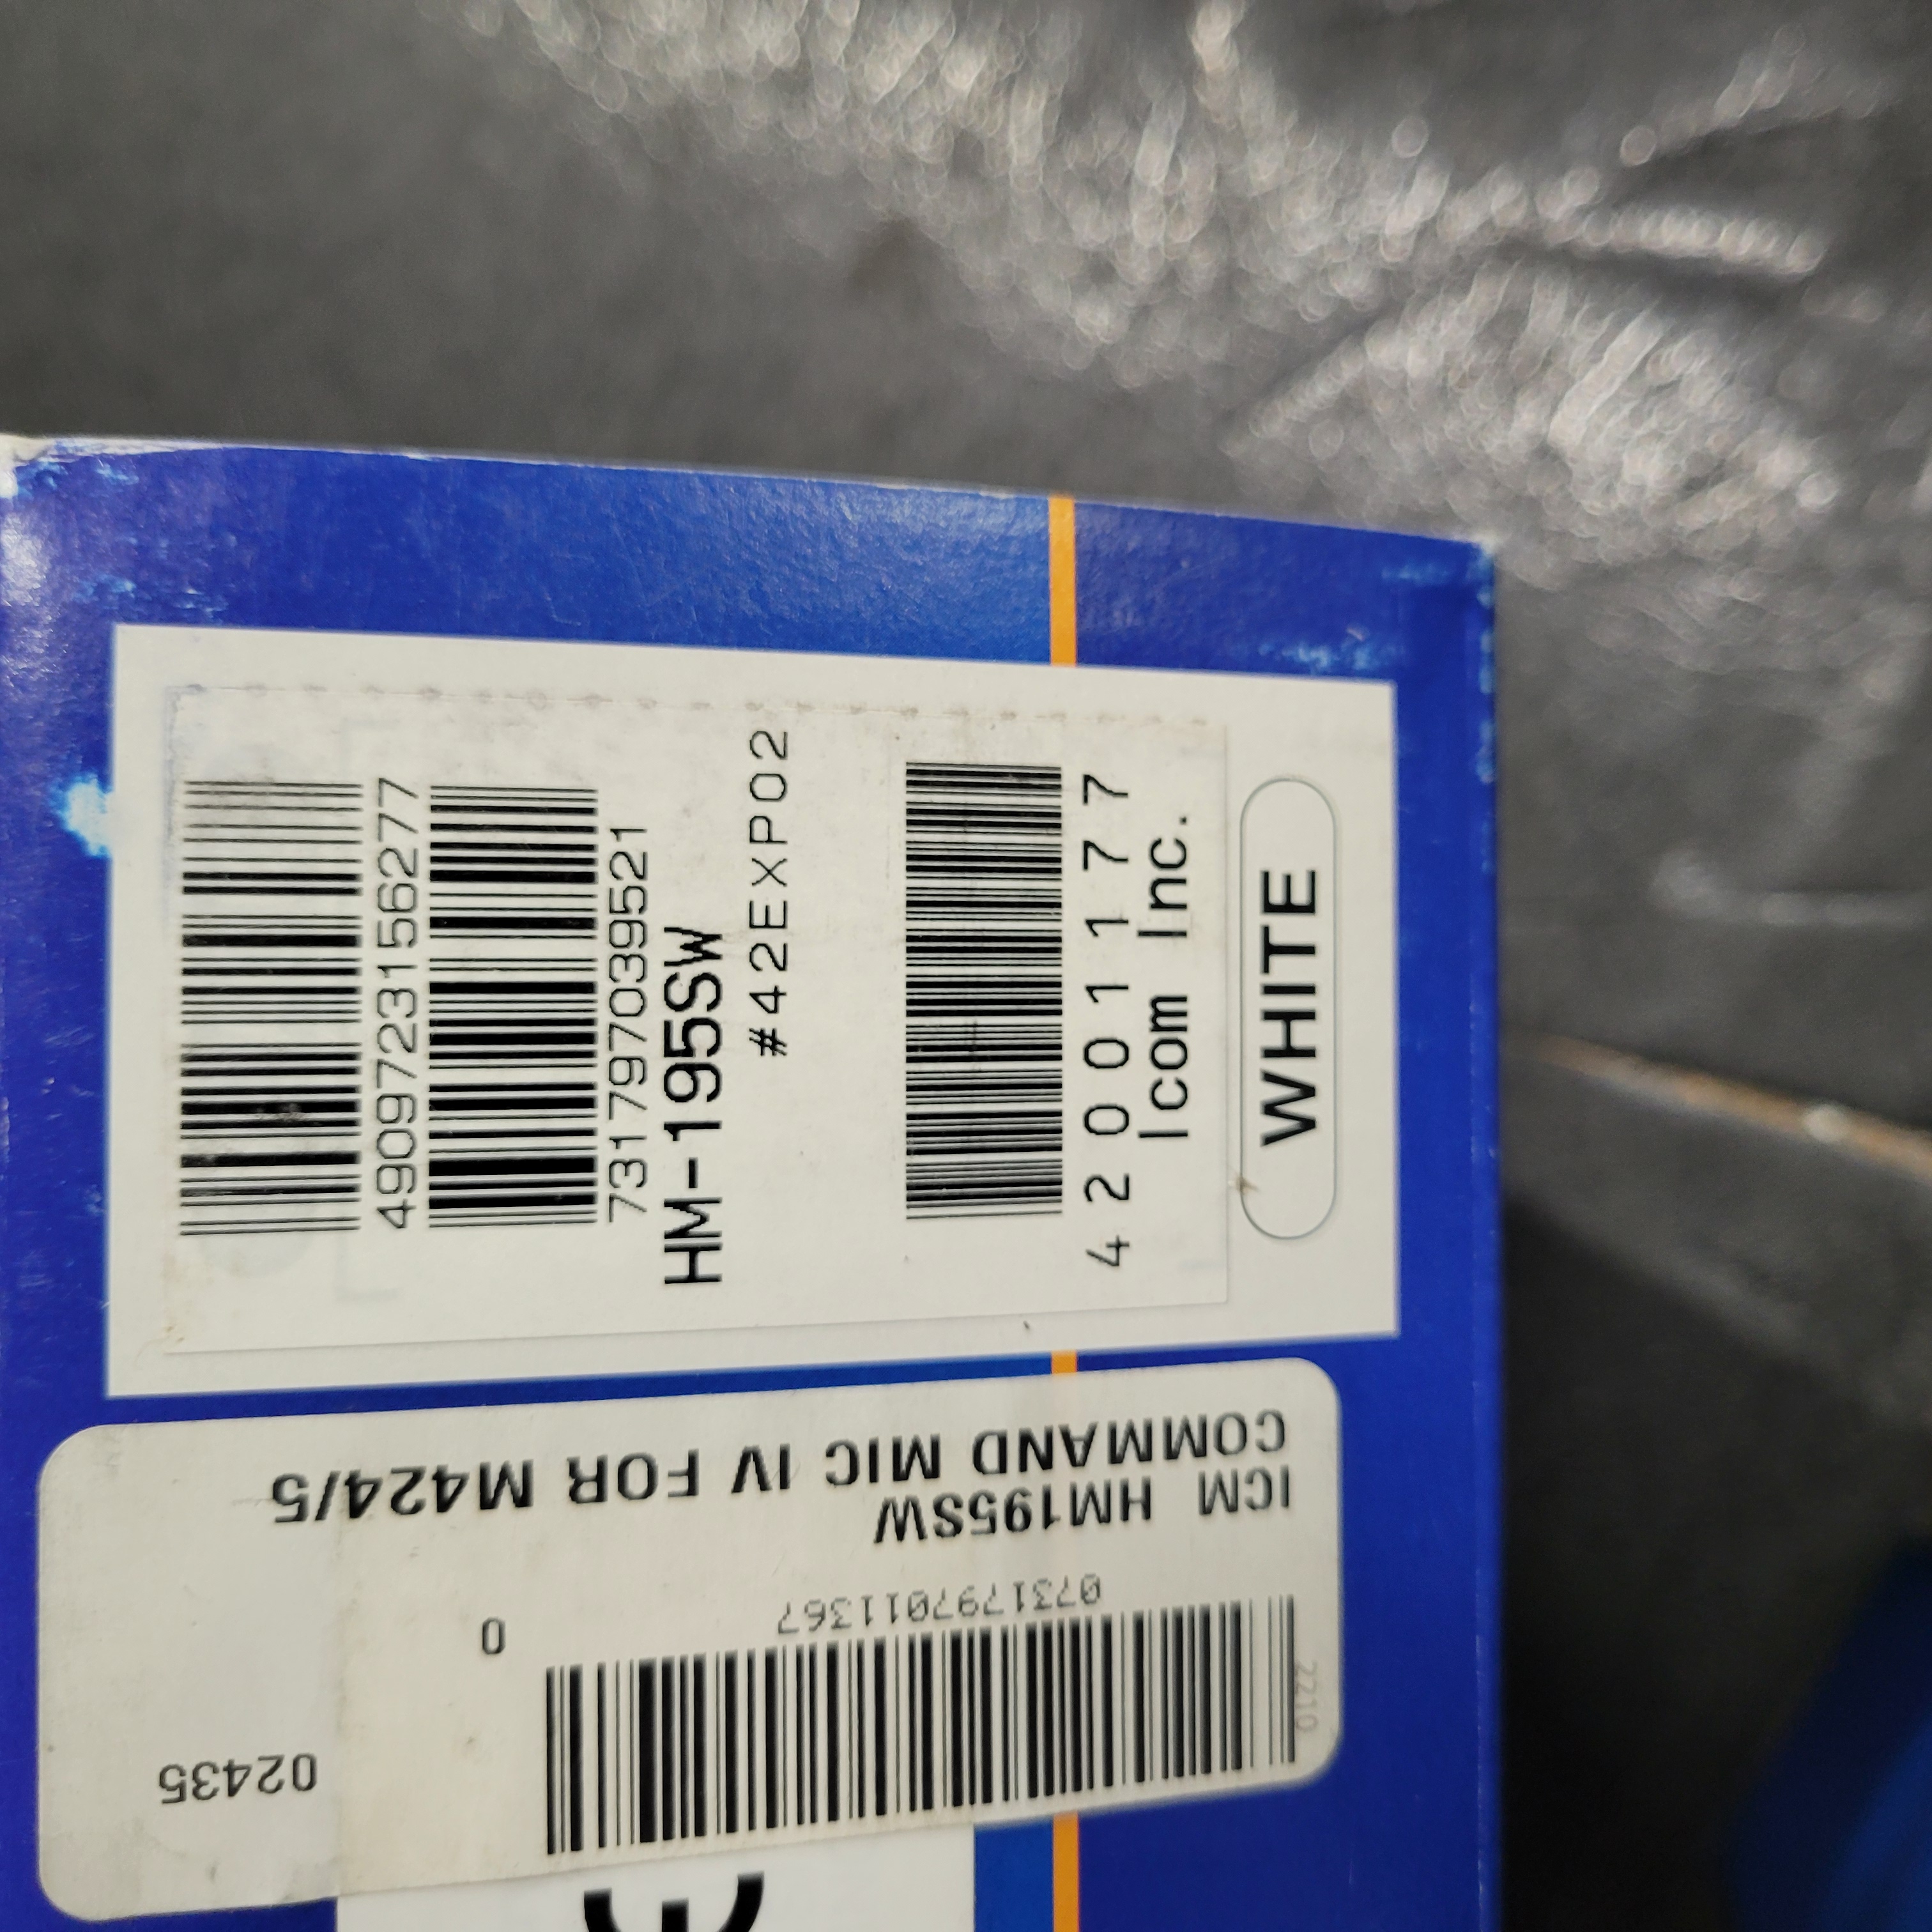 4909723156277
731797039521
HM-195SW
#42EXP02
4200177
Icom Inc.
WHITE
COMMAND MIC IV FOR M424/5
ICM HM195SW
0731797011367
0
2210
02435